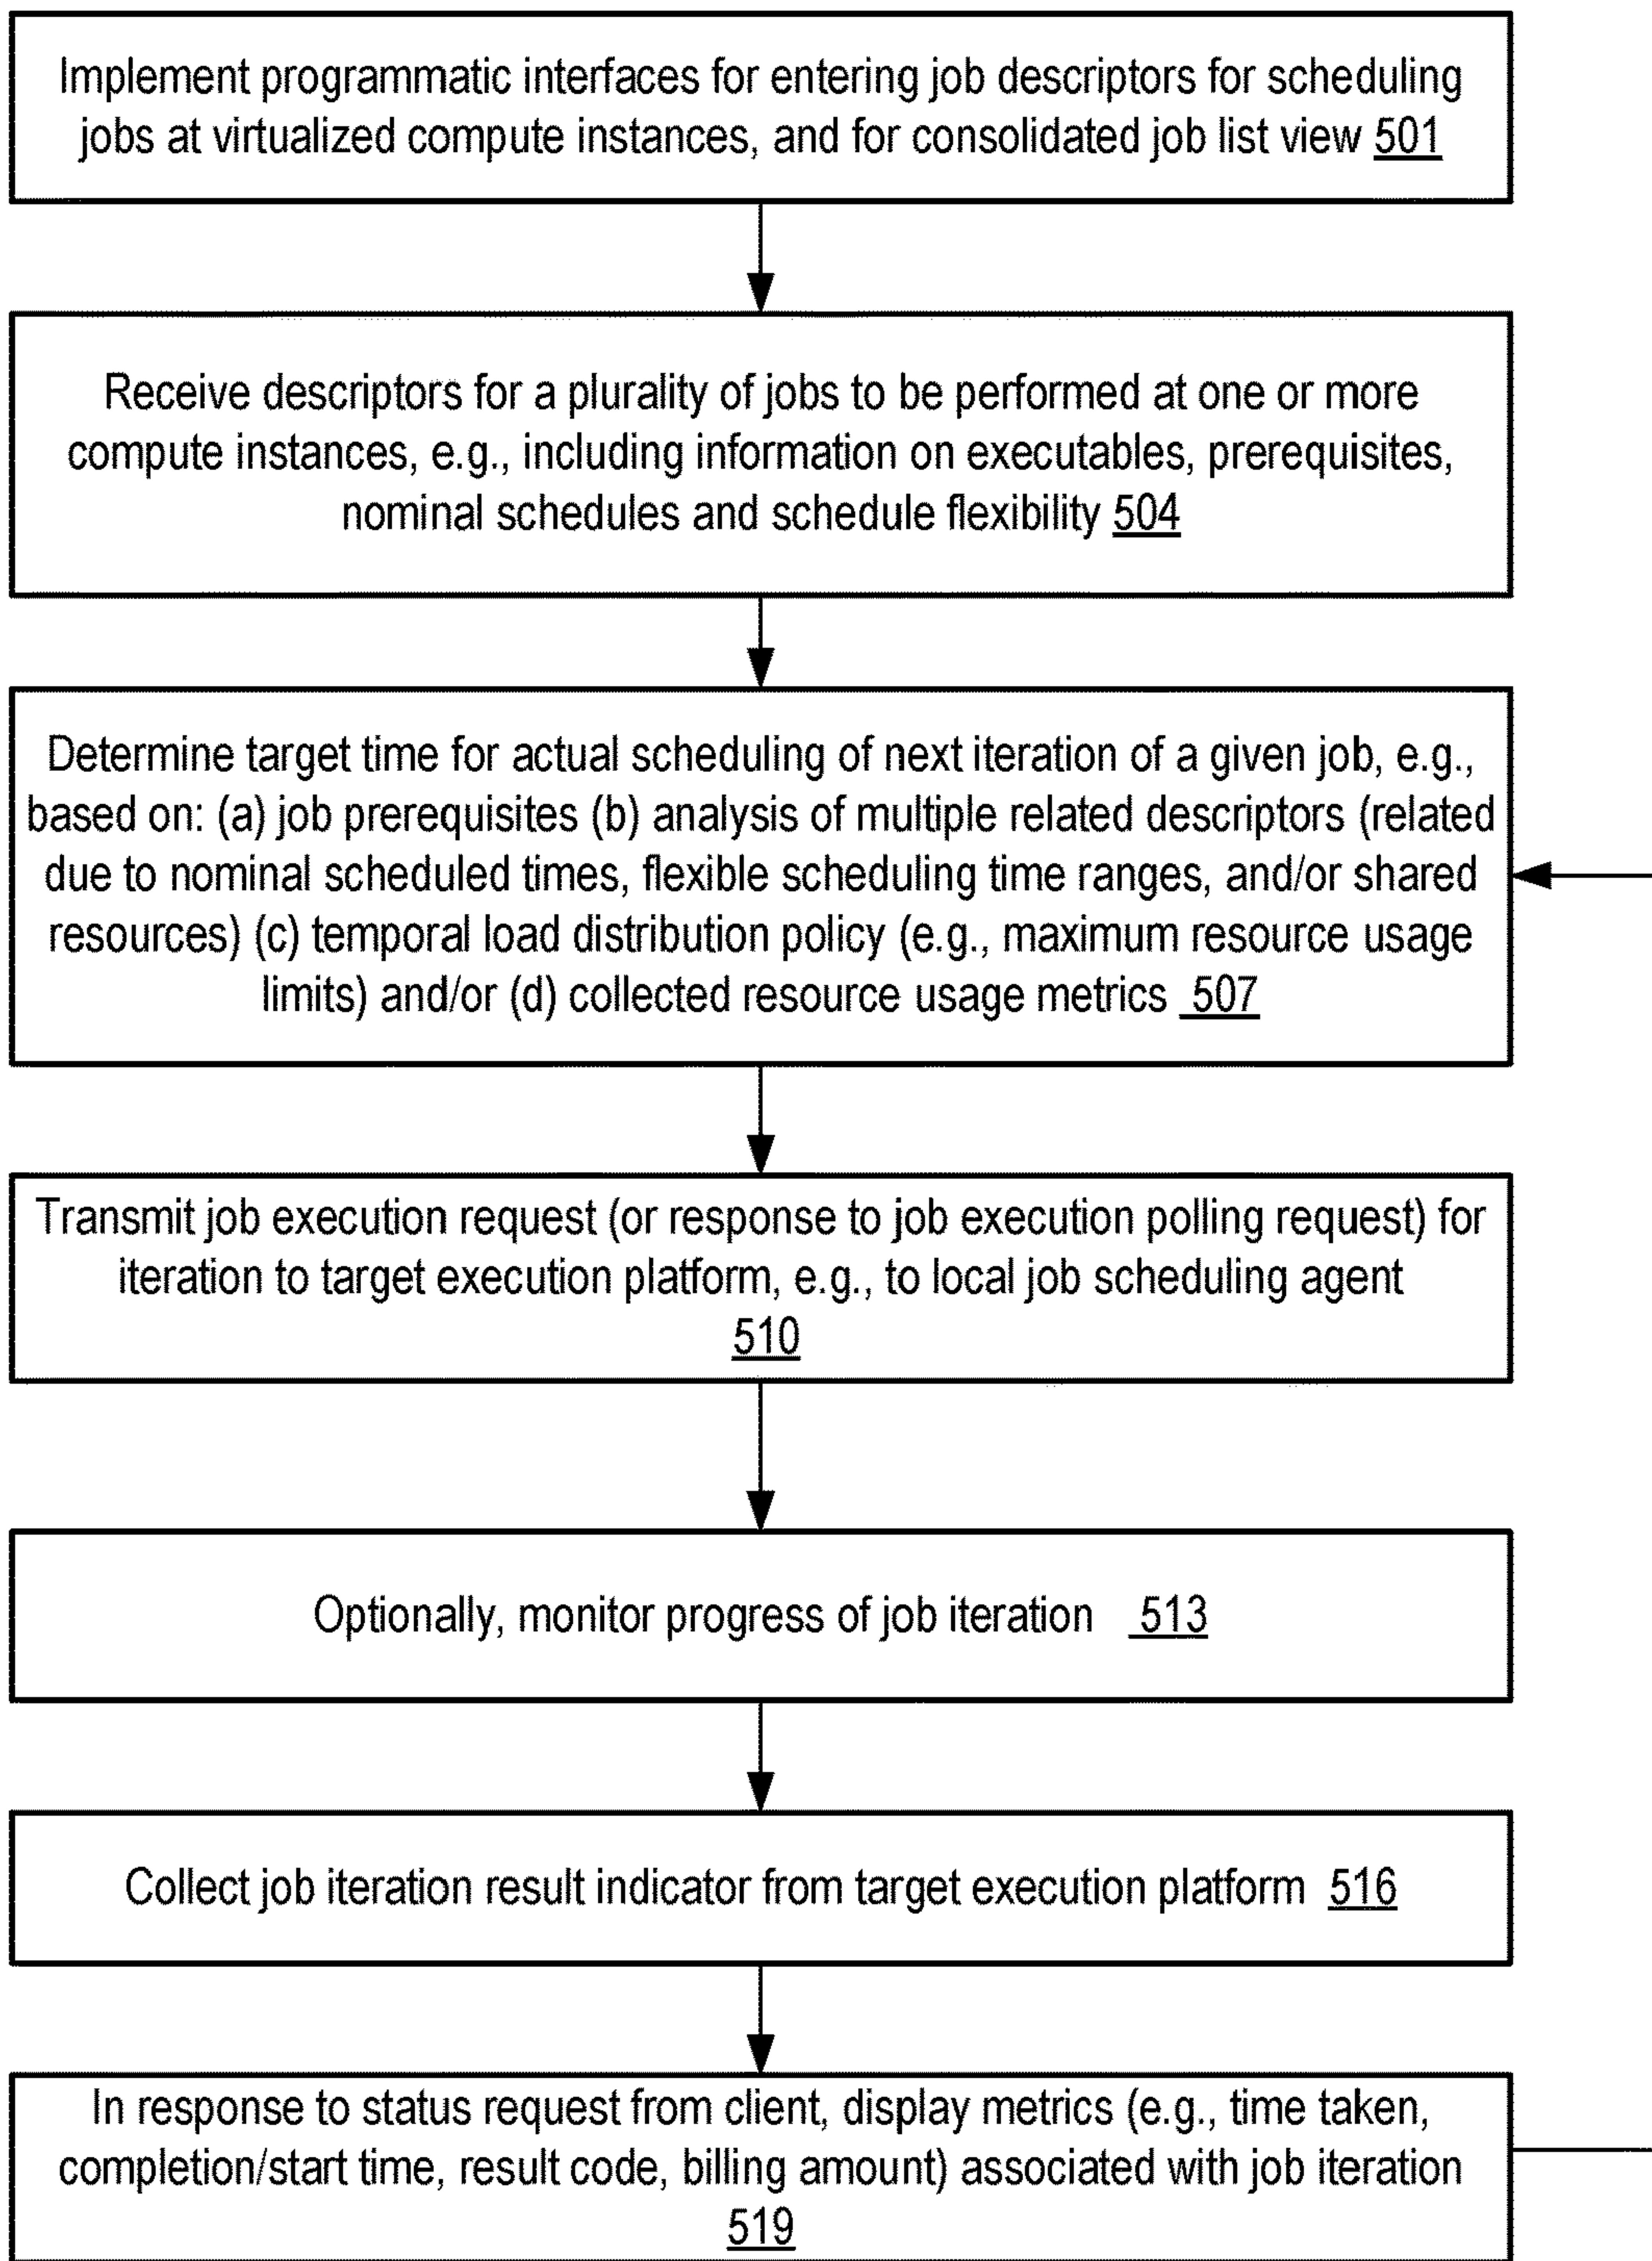 Implement programmatic interfaces for entering job descriptors for scheduling
jobs at virtualized compute instances, and for consolidated job list view 501
Receive descriptors for a plurality of jobs to be performed at one or more
compute instances, e.g., including information on executables, prerequisites,
nominal schedules and schedule flexibility 504
Determine target time for actual scheduling of next iteration of a given job, e.g.,
based on: (a) job prerequisites (b) analysis of multiple related descriptors (related
due to nominal scheduled times, flexible scheduling time ranges, and/or shared
resources) (c) temporal load distribution policy (e.g., maximum resource usage
limits) and/or (d) collected resource usage metrics 507
Transmit job execution request (or response to job execution polling request) for
iteration to target execution platform, e.g., to local job scheduling agent
510
Optionally, monitor progress of job iteration 513
Collect job iteration result indicator from target execution platform 516
In response to status request from client, display metrics (e.g., time taken,
completion/start time, result code, billing amount) associated with job iteration
519